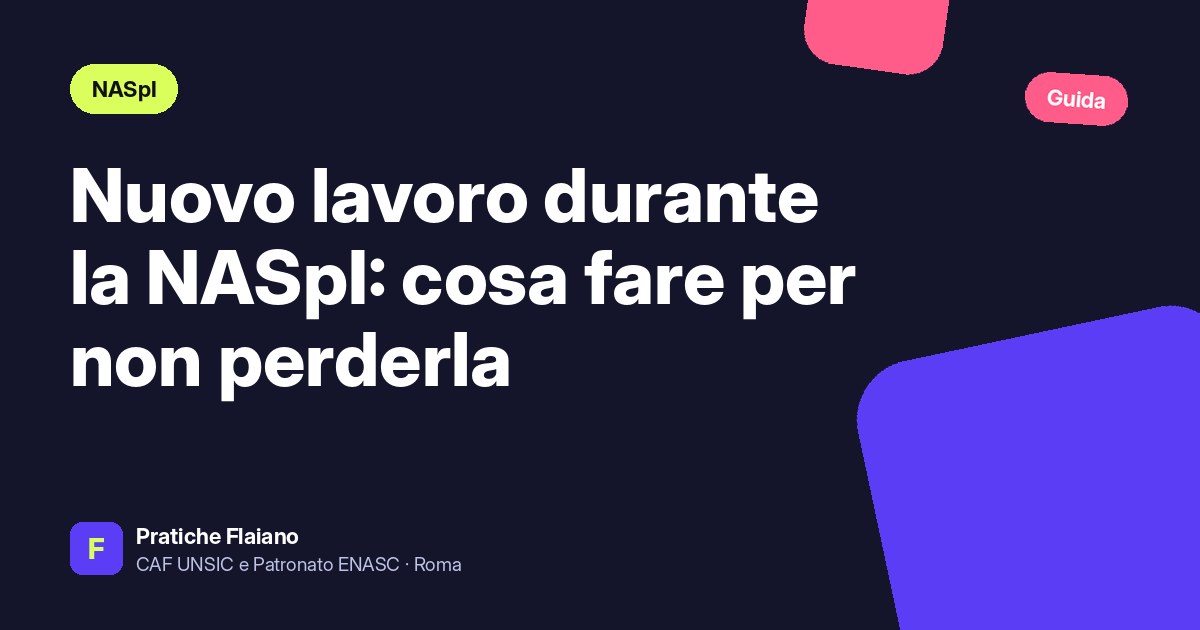 NASpI
Guida
Nuovo lavoro durante
la NASpI: cosa fare per
non perderla
F
Pratiche Flaiano
CAF UNSIC e Patronato ENASC · Roma